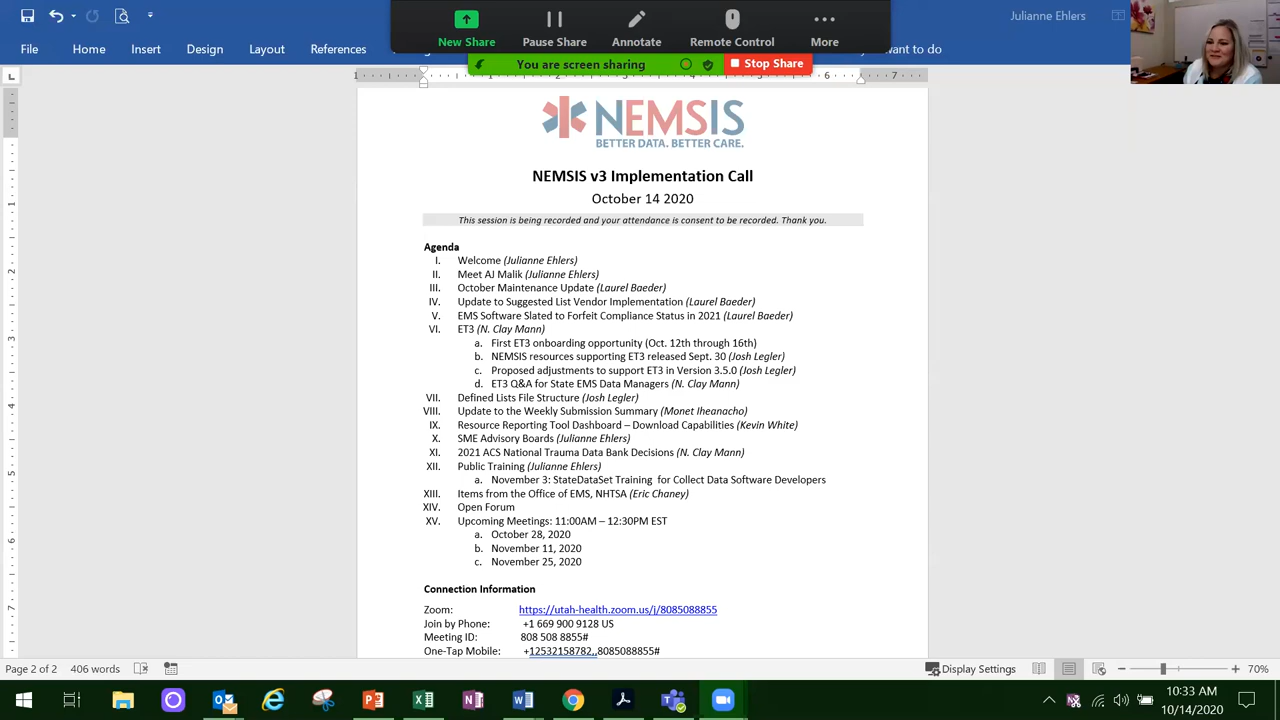 Julianne Ehlers
New Share
Pause Share
Annotate
Remote Control
More
File
Home
Insert
Design
Layout
References
want to do
You are screen sharing
Stop Share
NEMSIS
BETTER DATA. BETTER CARE.
NEMSIS v3 Implementation Call
October 14 2020
This session is being recorded and your attendance is consent to be recorded. Thank you.
Agenda
I. Welcome (Julianne Ehlers)
II. Meet AJ Malik (Julianne Ehlers)
III. October Maintenance Update (Laurel Baeder)
IV. Update to Suggested List Vendor Implementation (Laurel Baeder)
V. EMS Software Slated to Forfeit Compliance Status in 2021 (Laurel Baeder)
VI. ET3 (N. Clay Mann)
a. First ET3 onboarding opportunity (Oct. 12th through 16th)
b. NEMSIS resources supporting ET3 released Sept. 30 (Josh Legler)
c. Proposed adjustments to support ET3 in Version 3.5.0 (Josh Legler)
d. ET3 Q&A for State EMS Data Managers (N. Clay Mann)
VII. Defined Lists File Structure (Josh Legler)
VIII. Update to the Weekly Submission Summary (Monet Iheanacho)
IX. Resource Reporting Tool Dashboard – Download Capabilities (Kevin White)
X. SME Advisory Boards (Julianne Ehlers)
XI. 2021 ACS National Trauma Data Bank Decisions (N. Clay Mann)
XII. Public Training (Julianne Ehlers)
a. November 3: StateDataSet Training for Collect Data Software Developers
XIII. Items from the Office of EMS, NHTSA (Eric Chaney)
XIV. Open Forum
XV. Upcoming Meetings: 11:00AM – 12:30PM EST
a. October 28, 2020
b. November 11, 2020
c. November 25, 2020
Connection Information
Zoom: https://utah-health.zoom.us/j/8085088855
Join by Phone: +1 669 900 9128 US
Meeting ID: 808 508 8855#
One-Tap Mobile: +12532158782,,8085088855#
Page 2 of 2 406 words
Display Settings
70%
10:33 AM
10/14/2020